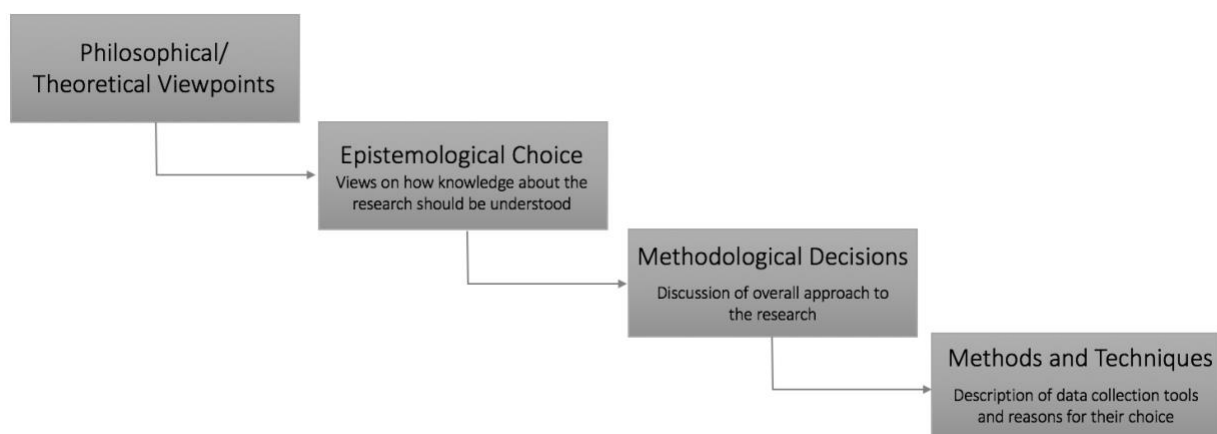 Philosophical/
Theoretical Viewpoints
Epistemological Choice
Views on how knowledge about the
research should be understood
Methodological Decisions
Discussion of overall approach to
the research
Methods and Techniques
Description of data collection tools
and reasons for their choice